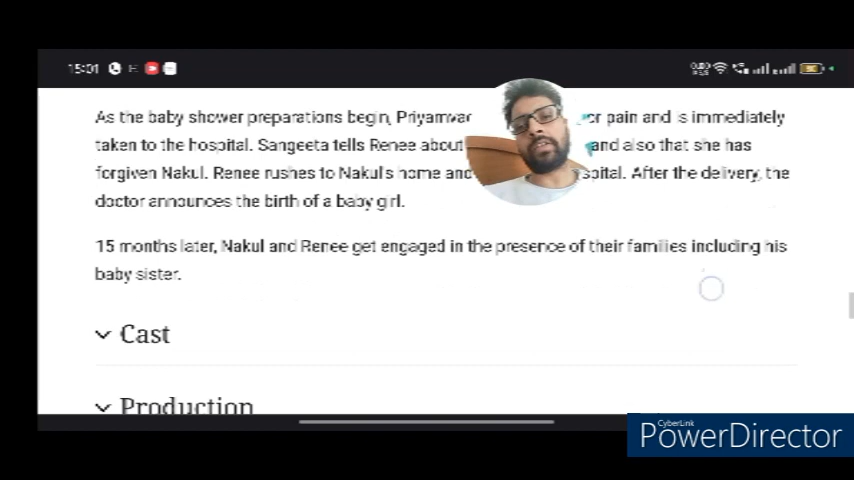 15:01
As the baby shower preparations begin, Priyamwa or pain and is immediately
taken to the hospital. Sangeeta tells Renee about and also that she has
forgiven Nakul. Renee rushes to Nakul's home and spital. After the delivery, the
doctor announces the birth of a baby girl.
15 months later, Nakul and Renee get engaged in the presence of their families including his
baby sister.
Cast
Production
CyberLink
PowerDirector